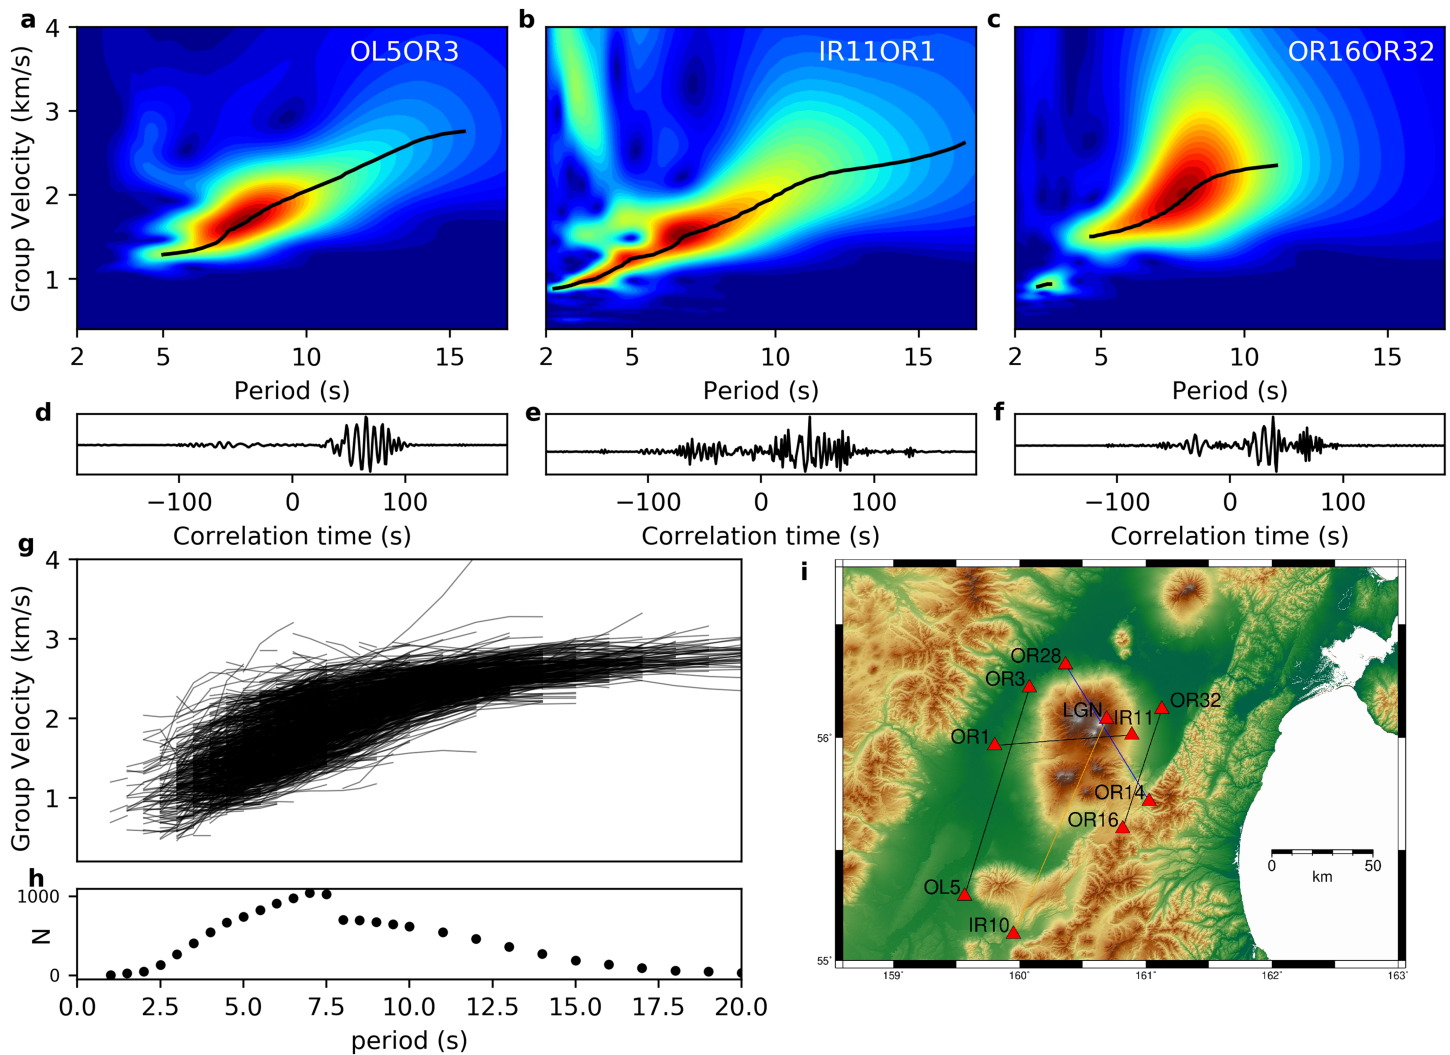 a
b
c
OL5OR3
IR11OR1
OR16OR32
Group Velocity (km/s)
4
3
2
1
2 5 10 15
2 5 10 15
2 5 10 15
Period (s)
Period (s)
Period (s)
d
e
f
−100 0 100
−100 0 100
−100 0 100
Correlation time (s)
Correlation time (s)
Correlation time (s)
g
Group Velocity (km/s)
4
3
2
1
h
N
1000
0
0.0 2.5 5.0 7.5 10.0 12.5 15.0 17.5 20.0
period (s)
i
OR28
OR3
OR32
LGN
IR11
OR1
OR14
OR16
OL5
IR10
0 50
km
56˚
55˚
159˚ 160˚ 161˚ 162˚ 163˚